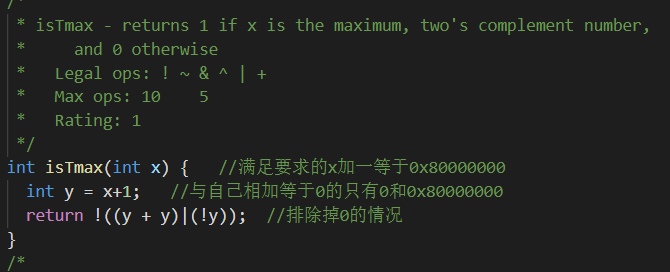 /*
 * isTmax - returns 1 if x is the maximum, two's complement number,
 *     and 0 otherwise
 *   Legal ops: ! ~ & ^ | +
 *   Max ops: 10    5
 *   Rating: 1
 */
int isTmax(int x) {   //满足要求的x加一等于0x80000000
  int y = x+1;   //与自己相加等于0的只有0和0x80000000
  return !((y + y)|(!y));  //排除掉0的情况
}
/*